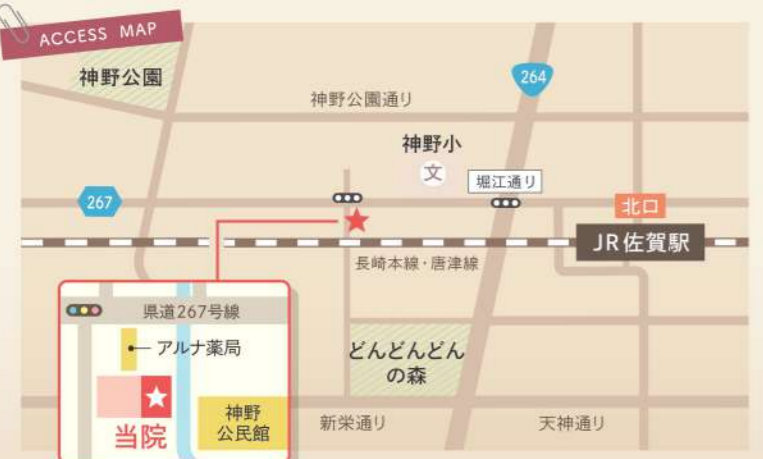 ACCESS MAP
神野公園
264
神野公園通り
神野小
文
堀江通り
267
北口
JR佐賀駅
長崎本線・唐津線
県道267号線
アルナ薬局
どんどんどん
の森
当院
神野
公民館
新栄通り
天神通り